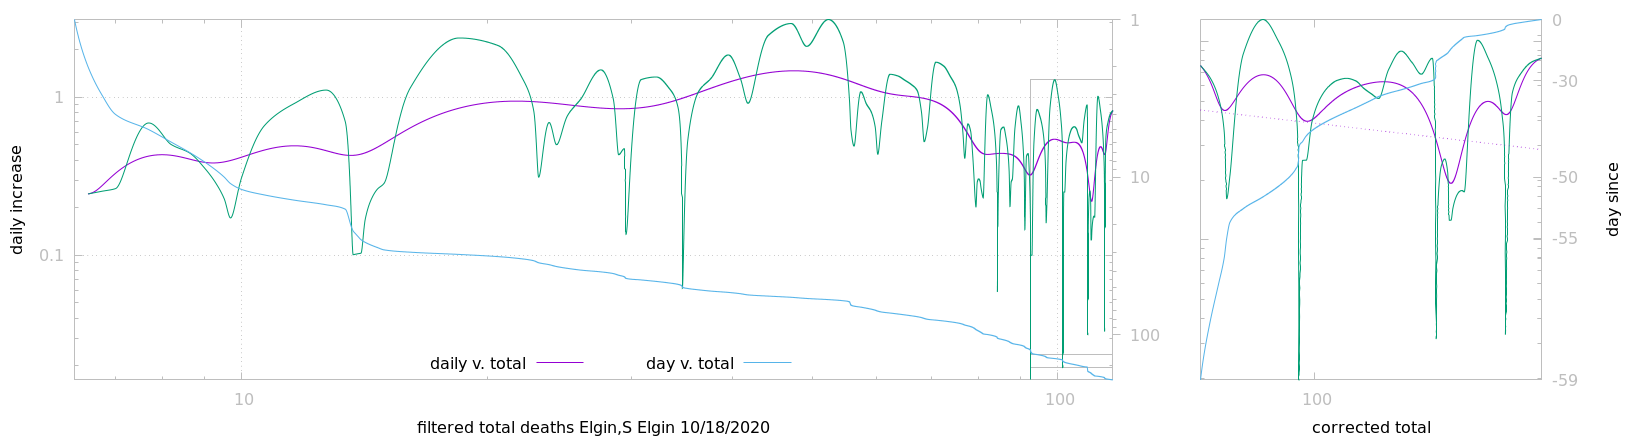 1
0
1
-30
daily increase
10
-50
day since
0.1
-55
100
daily v. total
day v. total
-59
10
100
100
filtered total deaths Elgin,S Elgin 10/18/2020
corrected total